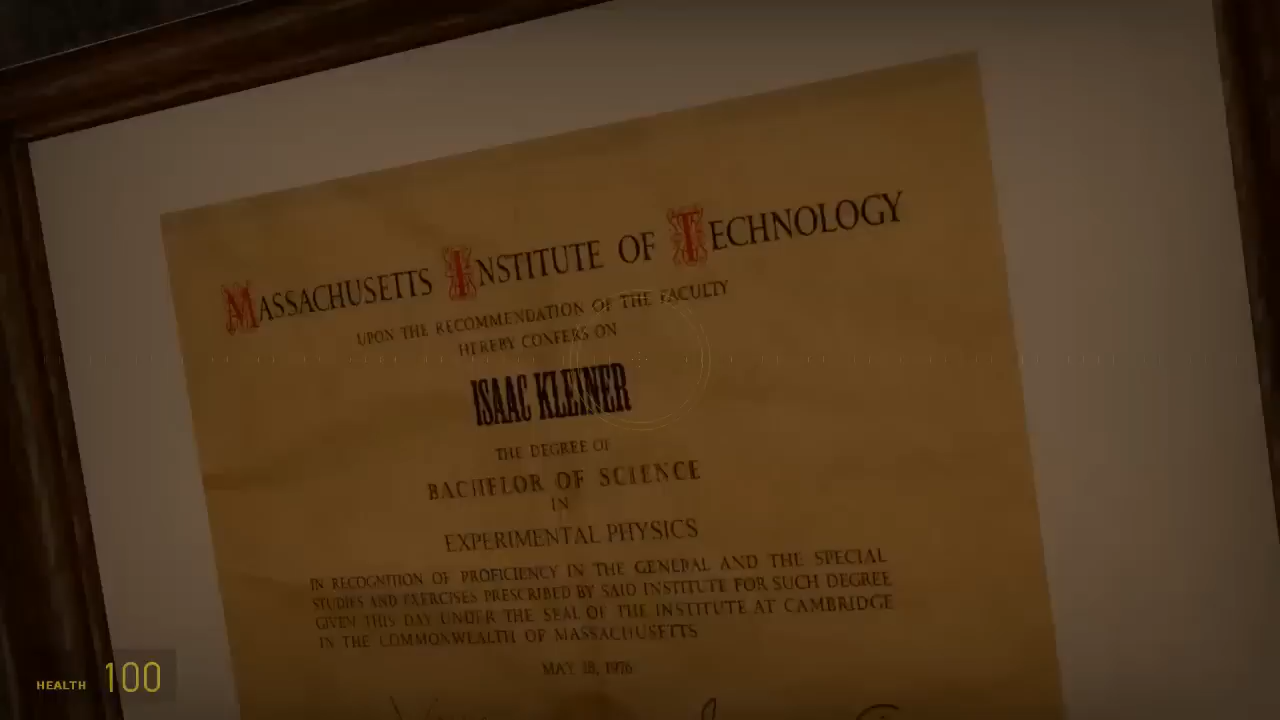 MASSACHUSETTS INSTITUTE OF TECHNOLOGY
UPON THE RECOMMENDATION OF THE FACULTY
HEREBY CONFERS ON
ISAAC KLEINER
THE DEGREE OF
BACHELOR OF SCIENCE
IN
EXPERIMENTAL PHYSICS
IN RECOGNITION OF PROFICIENCY IN THE GENERAL AND THE SPECIAL
STUDIES AND EXERCISES PRESCRIBED BY SAID INSTITUTE FOR SUCH DEGREE
GIVEN THIS DAY UNDER THE SEAL OF THE INSTITUTE AT CAMBRIDGE
IN THE COMMONWEALTH OF MASSACHUSETTS
MAY 18, 1976
HEALTH 100